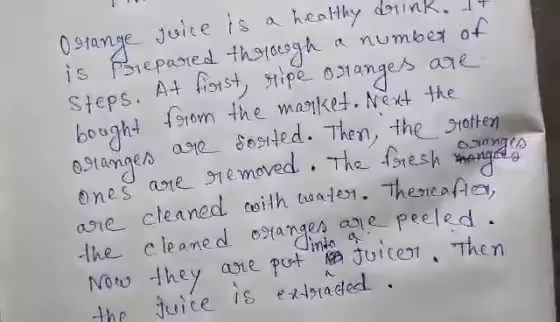 Orange juice is a healthy drink. It
is prepared through a number of
steps. At first, ripe oranges are
bought from the market. Next the
oranges are sorted. Then, the rotten
ones are removed. The fresh oranges
are cleaned with water. Thereafter,
the cleaned oranges are peeled.
Now they are put into a juicer. Then
the juice is extracted.